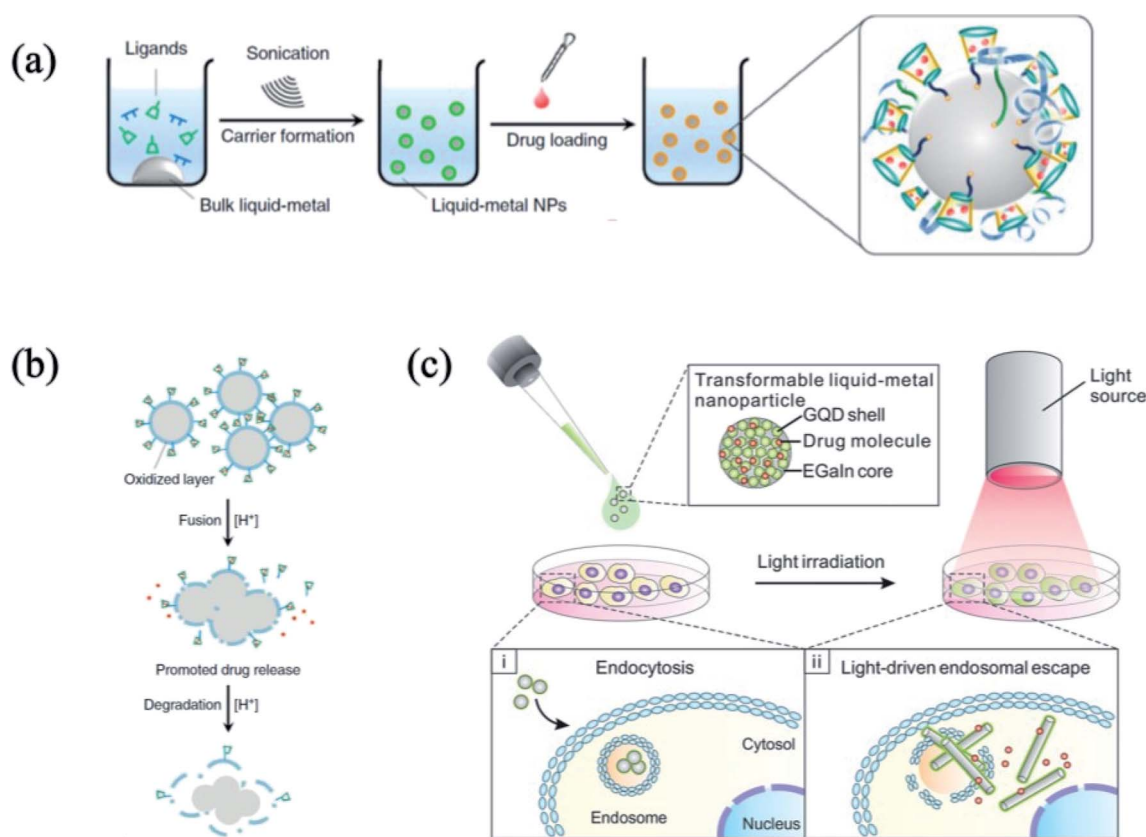 (a)
Ligands
Sonication
Carrier formation
Drug loading
Bulk liquid-metal
Liquid-metal NPs
(b)
Oxidized layer
Fusion [H⁺]
Promoted drug release
Degradation [H⁺]
(c)
Transformable liquid-metal
nanoparticle
GQD shell
Drug molecule
EGaIn core
Light
source
Light irradiation
i
Endocytosis
Cytosol
Endosome
Nucleus
ii
Light-driven endosomal escape